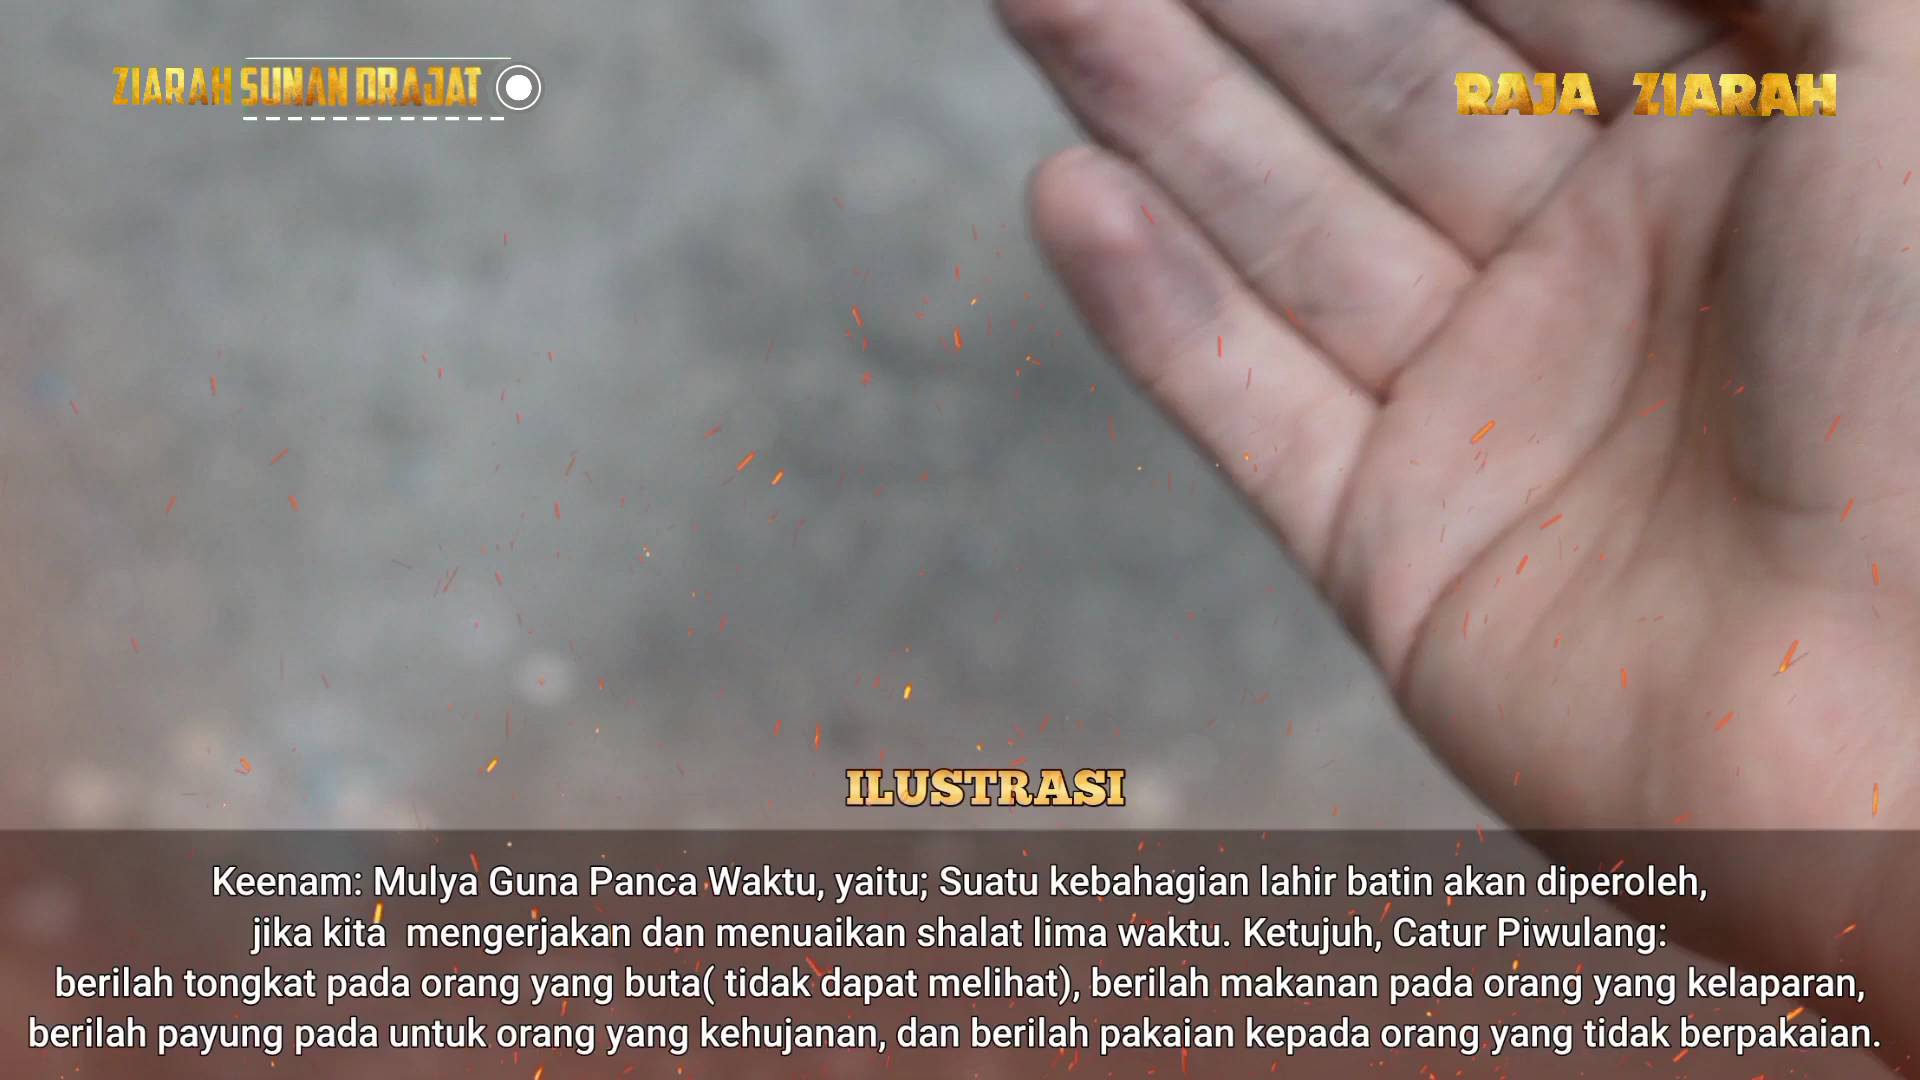 ZIARAH SUNAN DRAJAT
RAJA ZIARAH
ILUSTRASI
Keenam: Mulya Guna Panca Waktu, yaitu; Suatu kebahagian lahir batin akan diperoleh,
jika kita  mengerjakan dan menuaikan shalat lima waktu. Ketujuh, Catur Piwulang:
berilah tongkat pada orang yang buta( tidak dapat melihat), berilah makanan pada orang yang kelaparan,
berilah payung pada untuk orang yang kehujanan, dan berilah pakaian kepada orang yang tidak berpakaian.